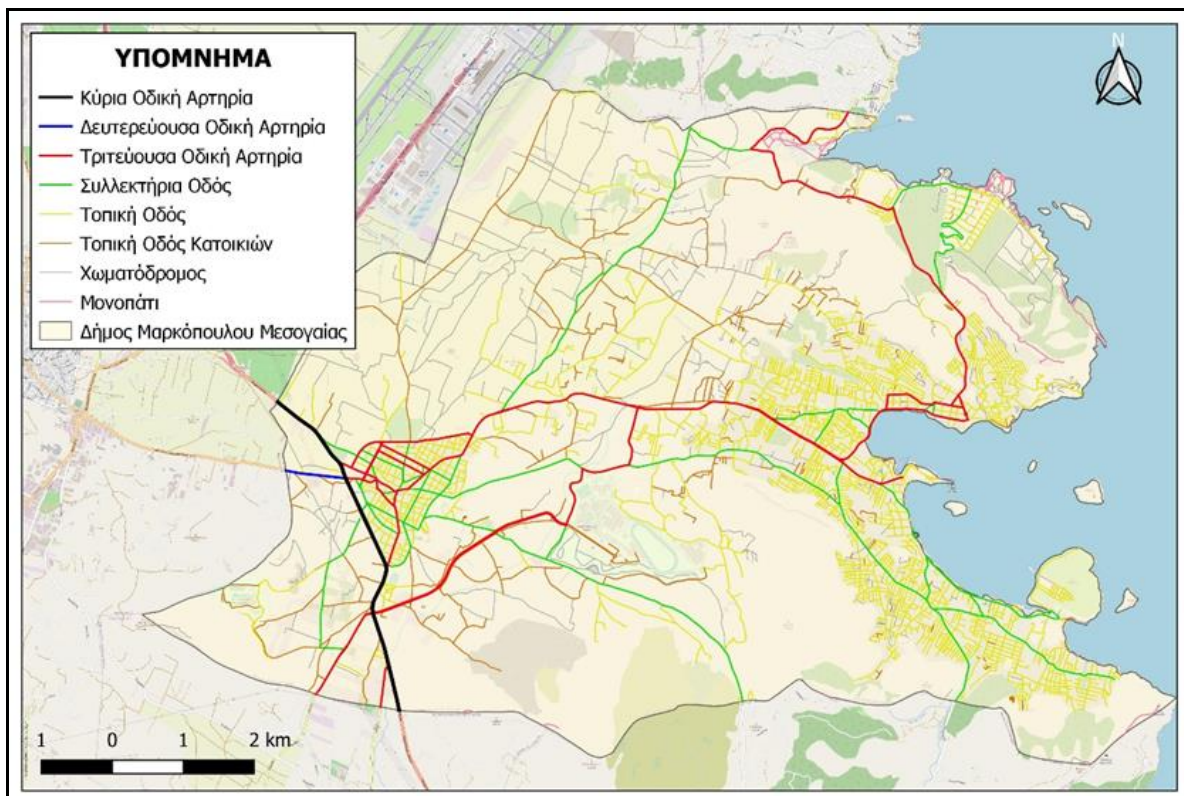 ΥΠΟΜΝΗΜΑ
Κύρια Οδική Αρτηρία
Δευτερεύουσα Οδική Αρτηρία
Τριτεύουσα Οδική Αρτηρία
Συλλεκτήρια Οδός
Τοπική Οδός
Τοπική Οδός Κατοικιών
Χωματόδρομος
Μονοπάτι
Δήμος Μαρκόπουλου Μεσογαίας
N
1 0 1 2 km